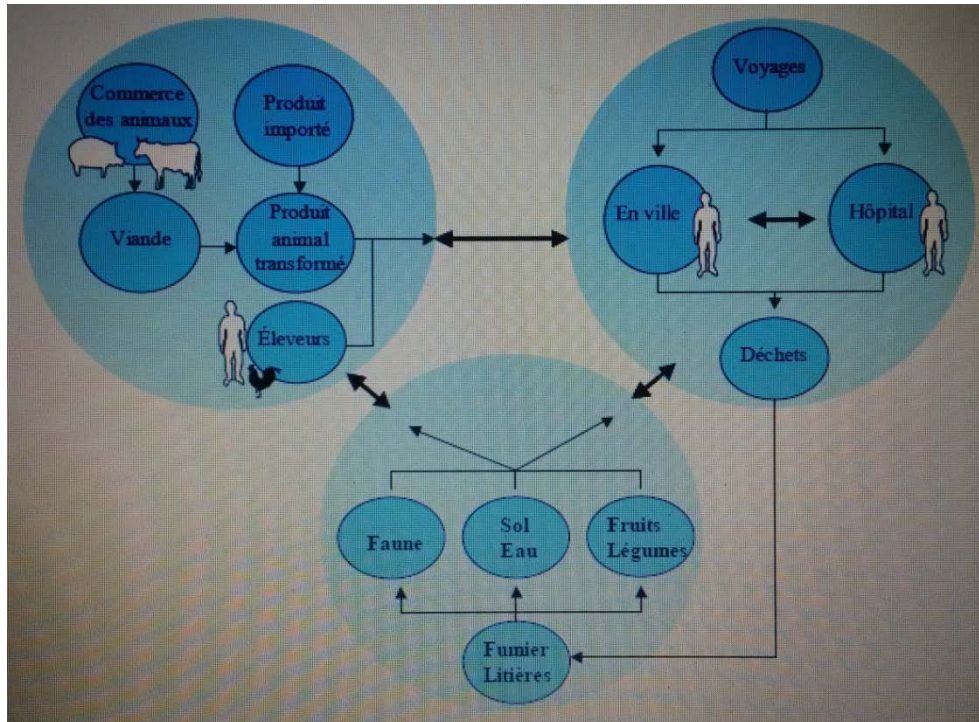 Commerce
des animaux
Produit
importé
Viande
Produit
animal
transformé
Éleveurs
Voyages
En ville
Hôpital
Déchets
Faune
Sol
Eau
Fruits
Légumes
Fumier
Litières